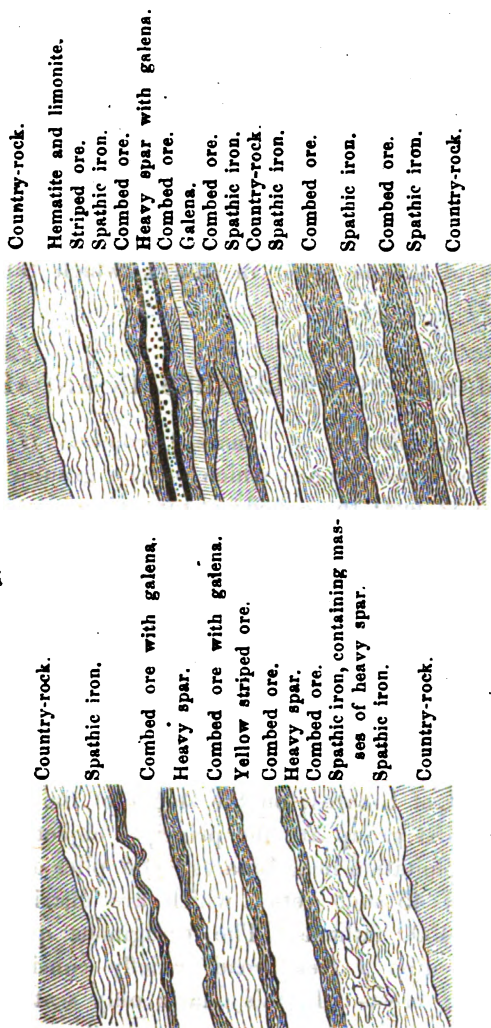 Country-rock.
Spathic iron.
Combed ore with galena.
Heavy spar.
Combed ore with galena.
Yellow striped ore.
Combed ore.
Heavy spar.
Combed ore.
Spathic iron, containing mas-
ses of heavy spar.
Spathic iron.
Country-rock.
Country-rock.
Hematite and limonite.
Striped ore.
Spathic iron.
Combed ore.
Heavy spar with galena.
Combed ore.
Galena.
Combed ore.
Spathic iron.
Country-rock.
Spathic iron.
Combed ore.
Spathic iron.
Combed ore.
Spathic iron.
Country-rock.